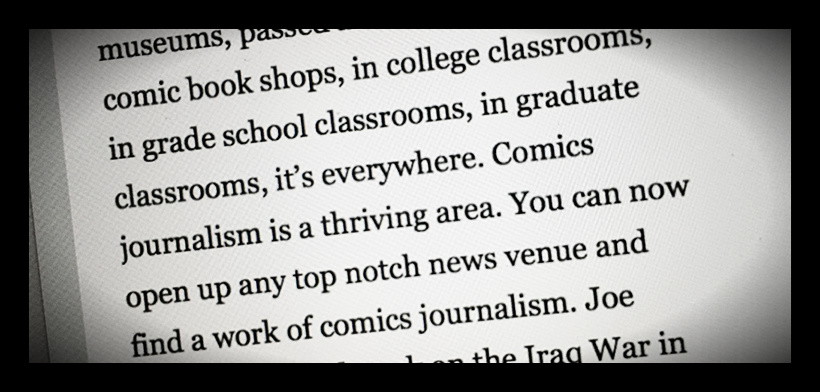 museums, passed
comic book shops, in college classrooms,
in grade school classrooms, in graduate
classrooms, it’s everywhere. Comics
journalism is a thriving area. You can now
open up any top notch news venue and
find a work of comics journalism. Joe
on the Iraq War in